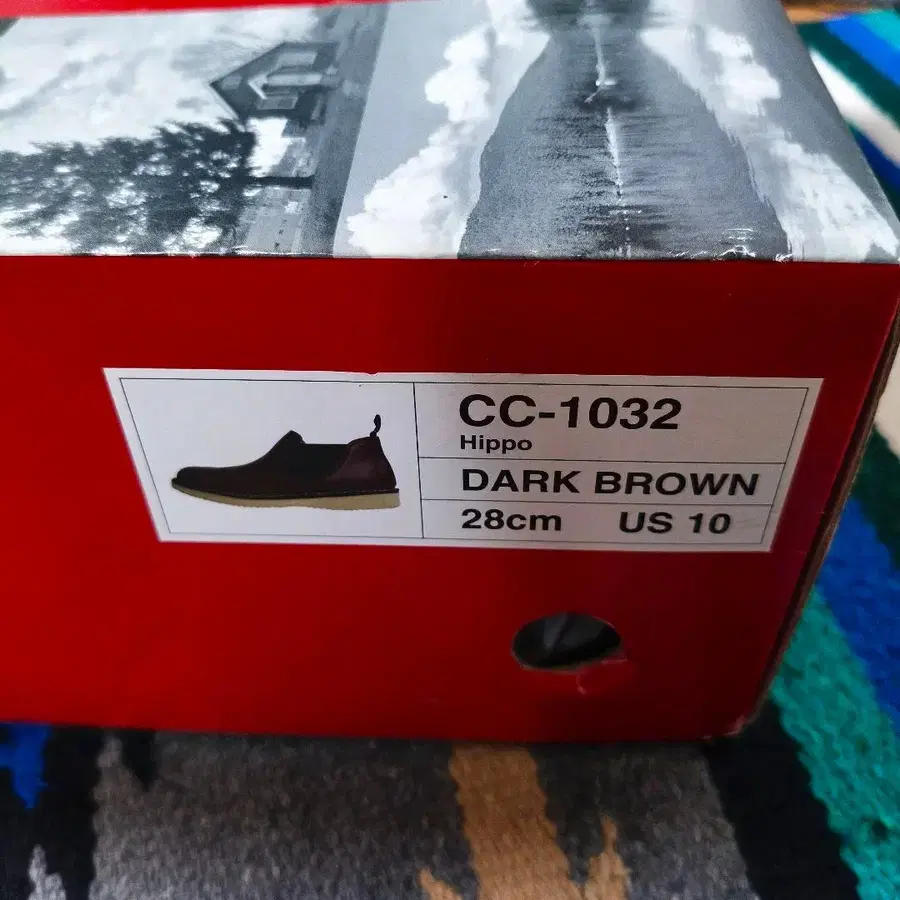 CC-1032
Hippo
DARK BROWN
28cm US 10